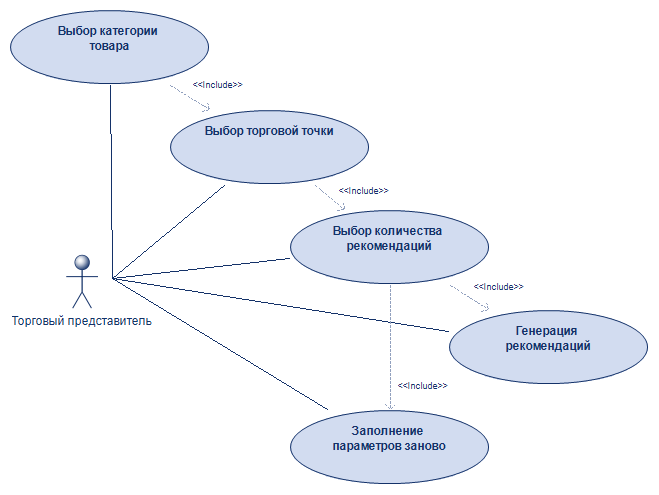 Выбор категории
товара
<<Include>>
Выбор торговой точки
<<Include>>
Выбор количества
рекомендаций
<<Include>>
Торговый представитель
Генерация
рекомендаций
<<Include>>
Заполнение
параметров заново